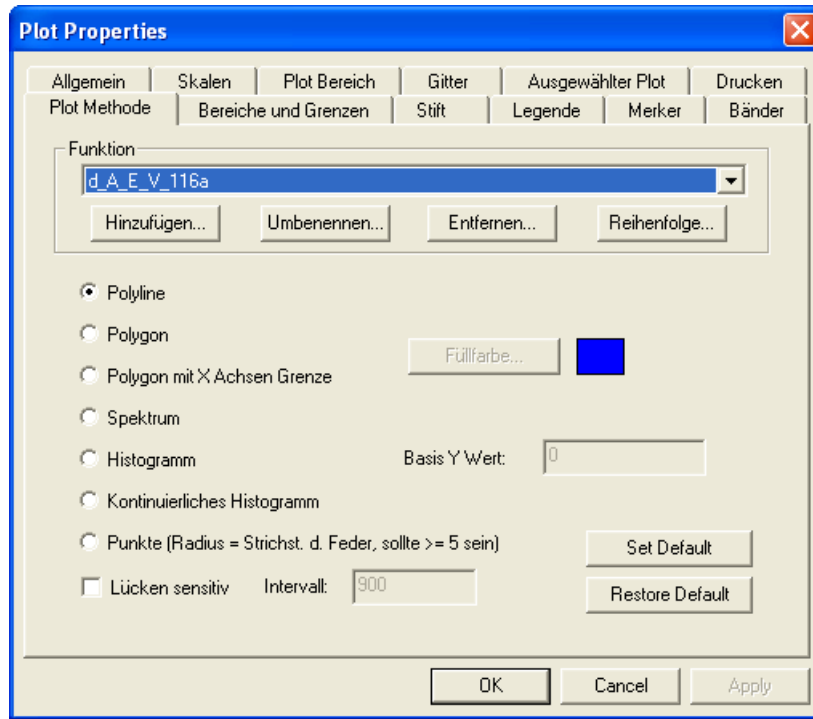 Plot Properties
Allgemein Skalen Plot Bereich Gitter Ausgewählter Plot Drucken
Plot Methode Bereiche und Grenzen Stift Legende Merker Bänder
Funktion
d_A_E_V_116a
Hinzufügen... Umbenennen... Entfernen... Reihenfolge...
Polyline
Polygon
Füllfarbe...
Polygon mit X Achsen Grenze
Spektrum
Histogramm Basis Y Wert: 0
Kontinuierliches Histogramm
Punkte (Radius = Strichst. d. Feder, sollte >= 5 sein)
Set Default
Lücken sensitiv Intervall: 900
Restore Default
OK Cancel Apply